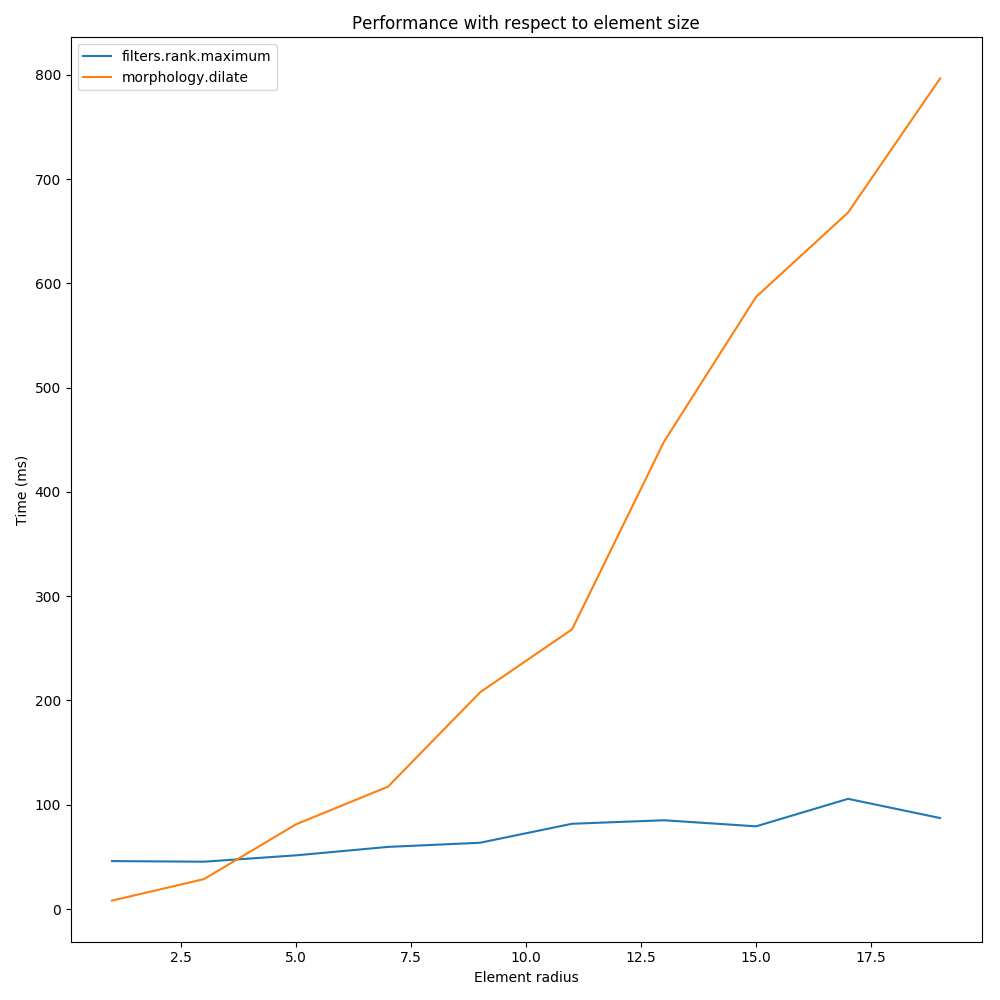 Performance with respect to element size
filters.rank.maximum
morphology.dilate
800
700
600
500
400
300
200
100
0
Time (ms)
2.5 5.0 7.5 10.0 12.5 15.0 17.5
Element radius